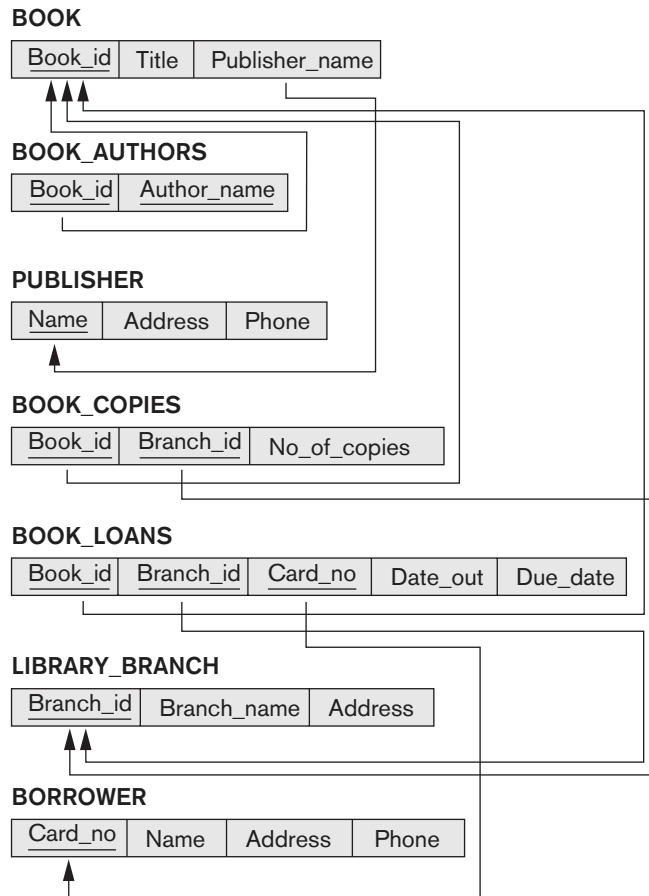 BOOK
Book_id Title Publisher_name
BOOK_AUTHORS
Book_id Author_name
PUBLISHER
Name Address Phone
BOOK_COPIES
Book_id Branch_id No_of_copies
BOOK_LOANS
Book_id Branch_id Card_no Date_out Due_date
LIBRARY_BRANCH
Branch_id Branch_name Address
BORROWER
Card_no Name Address Phone